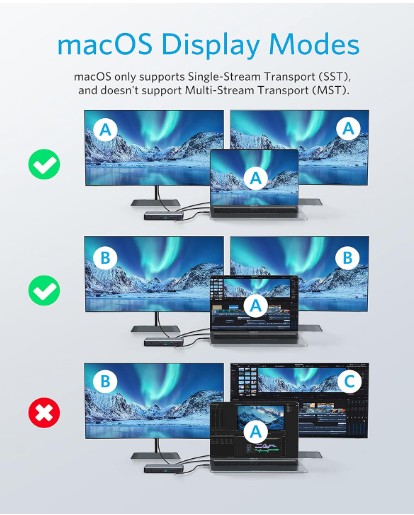 macOS Display Modes
macOS only supports Single-Stream Transport (SST),
and doesn't support Multi-Stream Transport (MST).
A
A
A
B
B
A
B
C
A